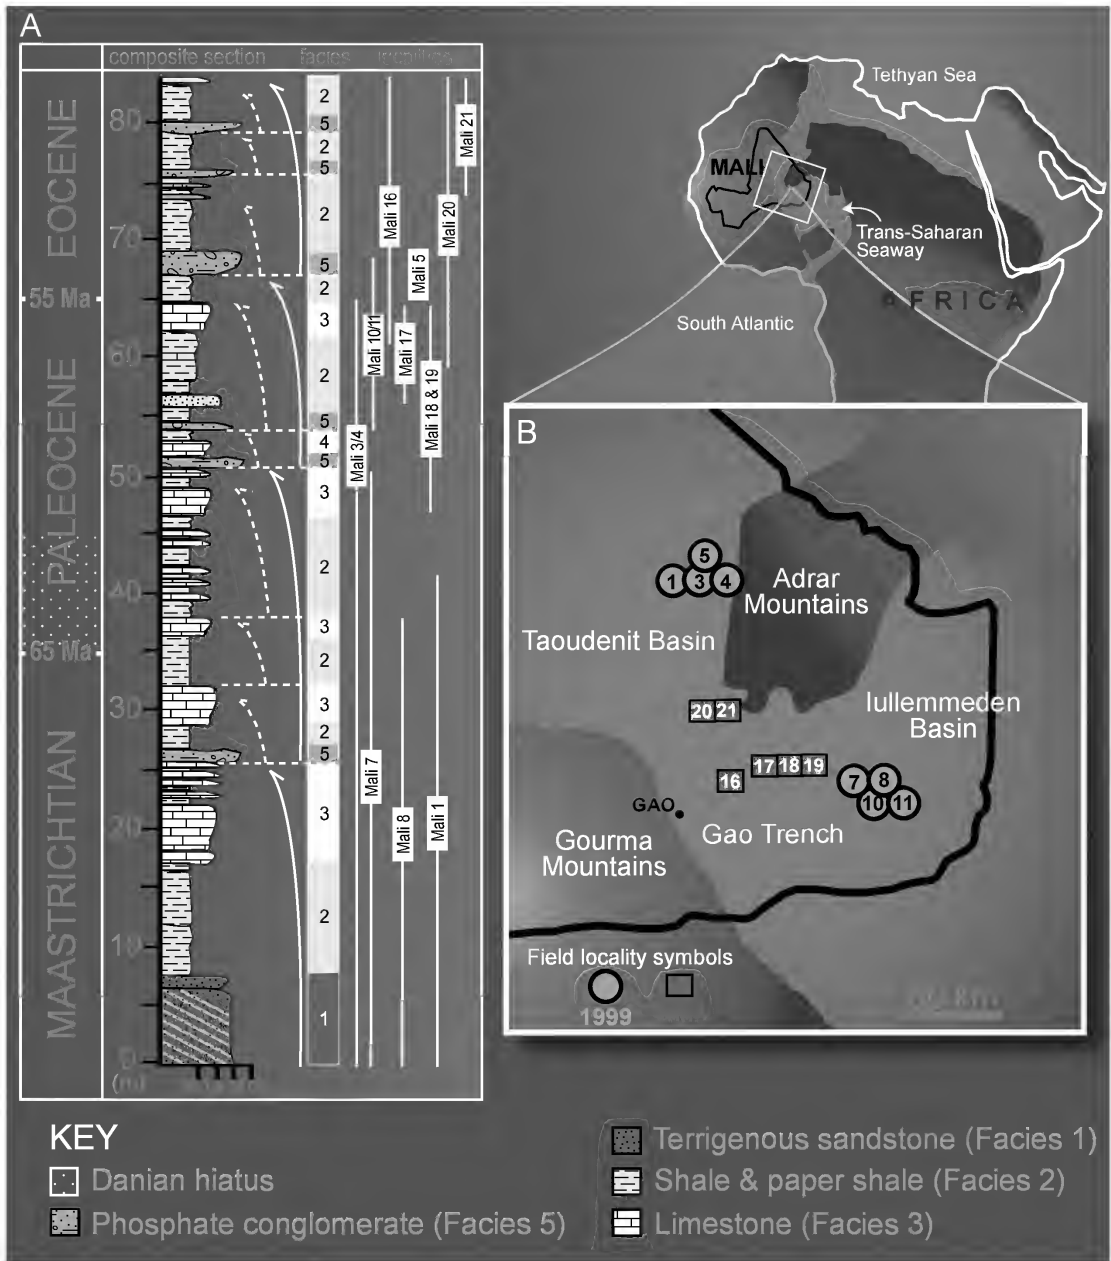 A
composite section
facies
localities
EOCENE
55 Ma
PALEOCENE
65 Ma
MAASTRICHTIAN
80
70
60
50
40
30
20
10
0
(m)
2
5
2
5
2
5
2
3
2
5
4
5
3
2
3
2
3
2
5
3
2
1
Mali 21
Mali 16
Mali 20
Mali 5
Mali 10/11
Mali 17
Mali 18 & 19
Mali 3/4
Mali 7
Mali 8
Mali 1
Tethyan Sea
MALI
Trans-Saharan
Seaway
AFRICA
South Atlantic
B
5
1 3 4
Adrar
Mountains
Taoudenit Basin
Iullemmeden
Basin
20 21
17 18 19
16
7 8
10 11
GAO
Gao Trench
Gourma
Mountains
Field locality symbols
1999
km
KEY
Danian hiatus
Phosphate conglomerate (Facies 5)
Terrigenous sandstone (Facies 1)
Shale & paper shale (Facies 2)
Limestone (Facies 3)